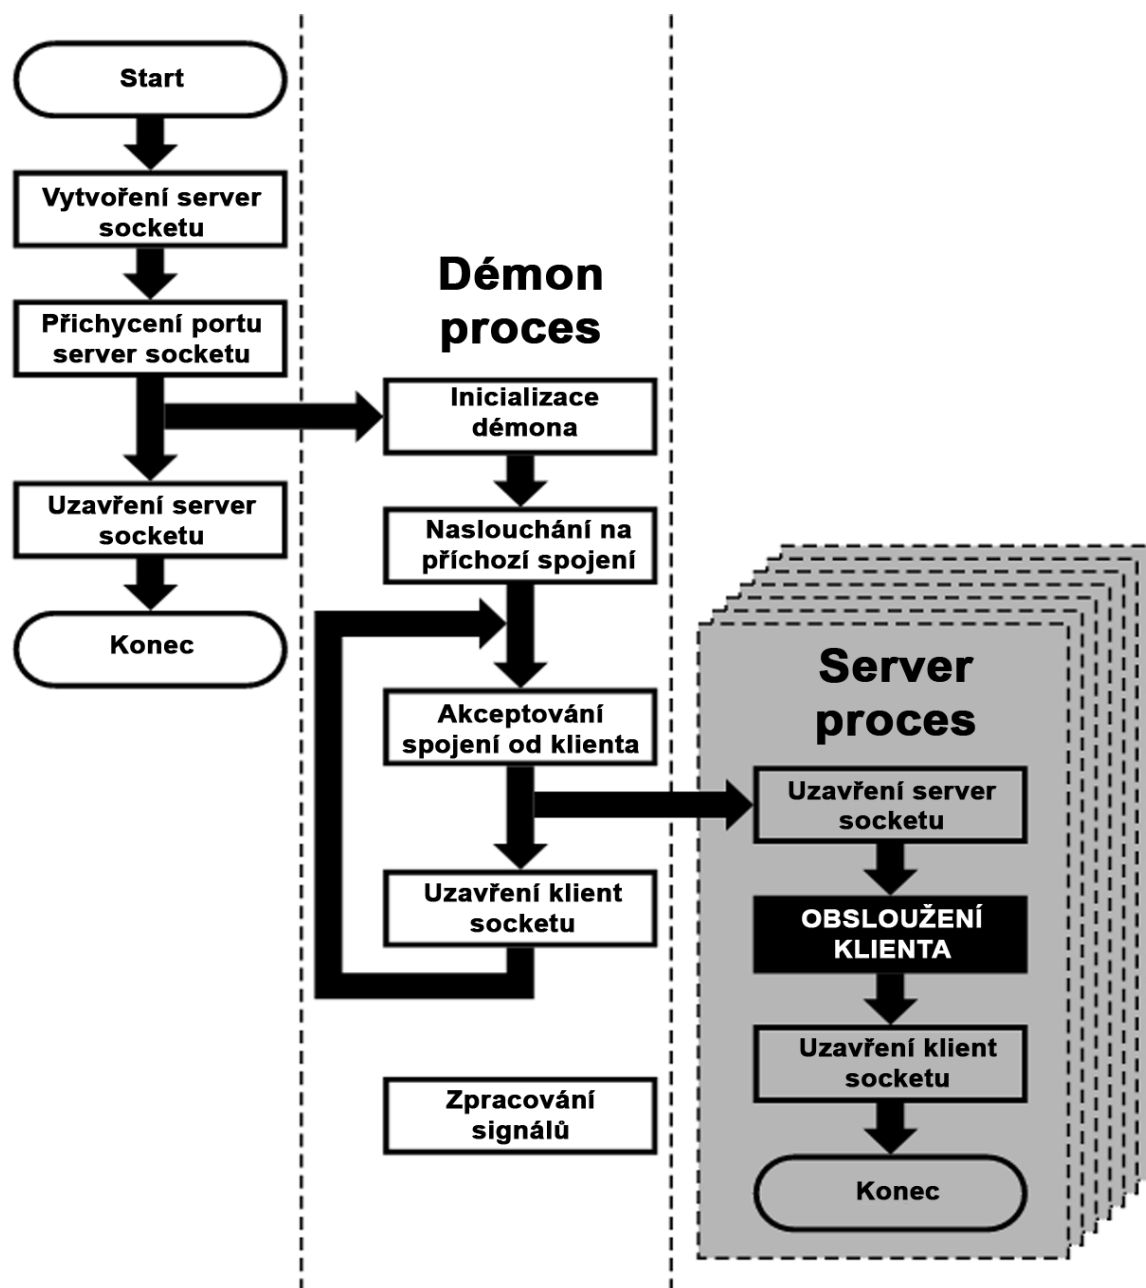 Start
Vytvoření server
socketu
Přichycení portu
server socketu
Uzavření server
socketu
Konec
Démon
proces
Inicializace
démona
Naslouchání na
příchozí spojení
Akceptování
spojení od klienta
Uzavření klient
socketu
Zpracování
signálů
Server
proces
Uzavření server
socketu
OBSLOUŽENÍ
KLIENTA
Uzavření klient
socketu
Konec